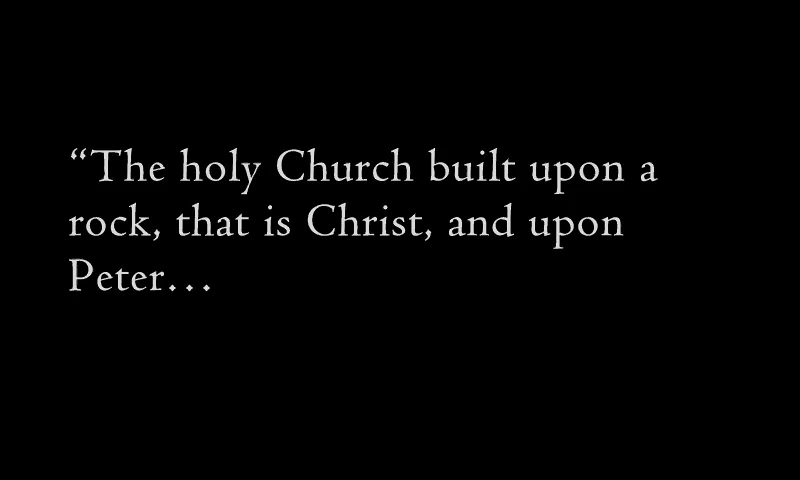 “The holy Church built upon a
rock, that is Christ, and upon
Peter…